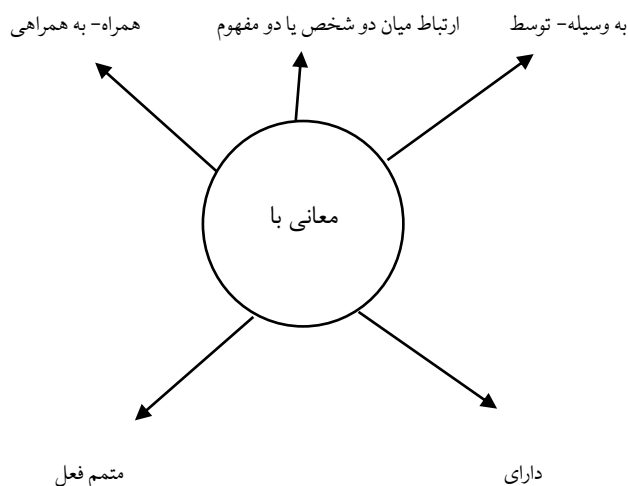 به وسیله- توسط
ارتباط میان دو شخص یا دو مفهوم
همراه- به همراهی
معانی با
دارای
متمم فعل